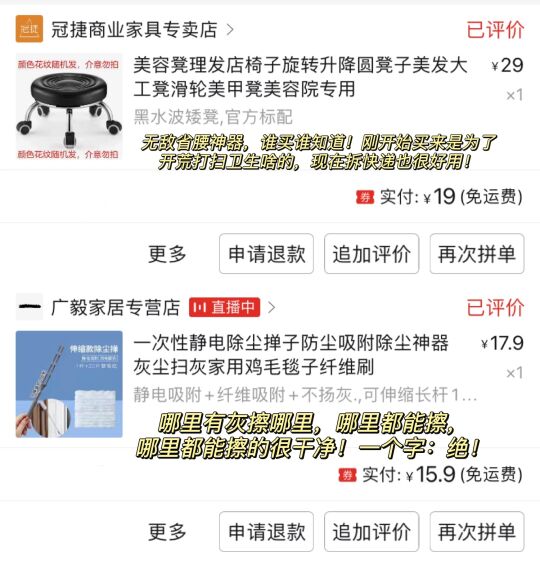 冠捷
冠捷商业家具专卖店
已评价
颜色花纹随机发，介意勿拍
美容凳理发店椅子旋转升降圆凳子美发大
工凳滑轮美甲凳美容院专用
¥29
×1
黑水波矮凳,官方标配
颜色花纹随机发，介意勿拍
无敌省腰神器，谁买谁知道！刚开始买来是为了
开荒打扫卫生啥的，现在拆快递也很好用！
券 实付: ¥19 (免运费)
更多
申请退款
追加评价
再次拼单
广毅家居专营店
直播中
已评价
伸缩款除尘掸
一次性静电除尘掸子防尘吸附除尘神器
灰尘扫灰家用鸡毛毯子纤维刷
¥17.9
×1
静电吸附+纤维吸附+不扬灰.,可伸缩长杆1...
哪里有灰擦哪里，哪里都能擦，
哪里都能擦的很干净！一个字：绝！
券 实付: ¥15.9 (免运费)
更多
申请退款
追加评价
再次拼单